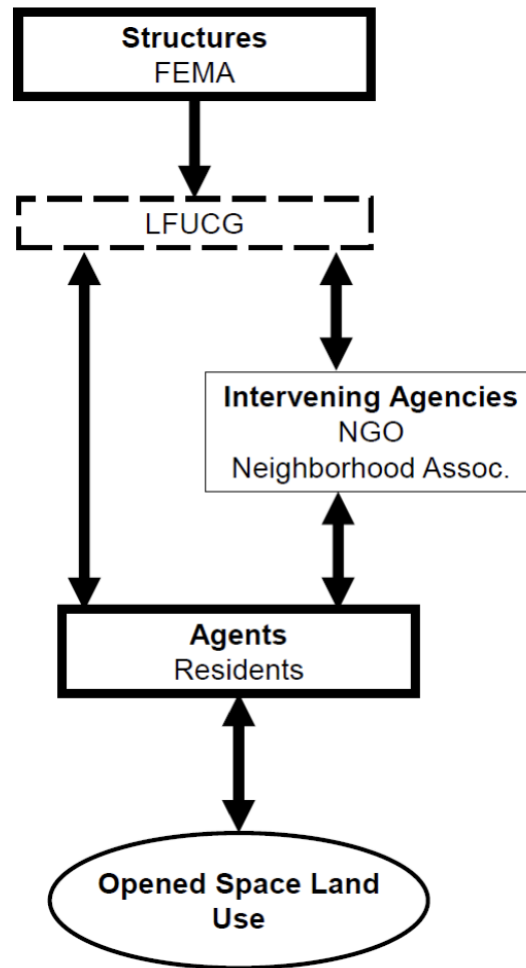 Structures
FEMA
LFUCG
Intervening Agencies
NGO
Neighborhood Assoc.
Agents
Residents
Opened Space Land
Use